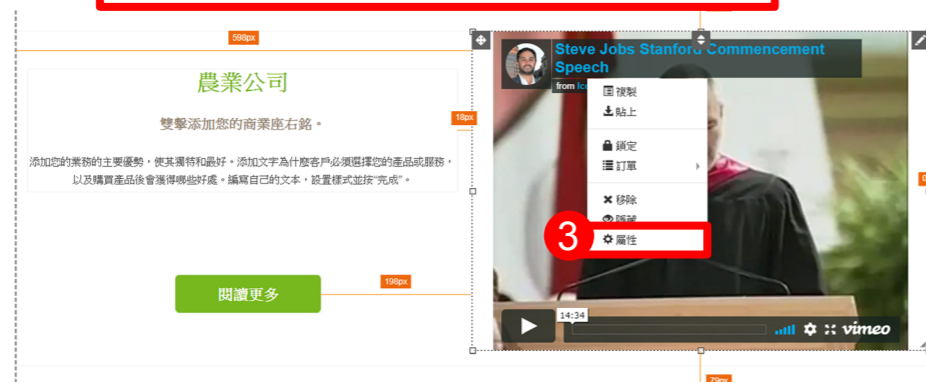 598px
Steve Jobs Stanford Commencement
Speech
from Ice
農業公司
複製
貼上
雙擊添加您的商業座右銘。
18px
鎖定
添加您的業務的主要優勢,使其獨特和最好。添加文字為什麼客戶必須選擇您的產品或服務,
訂單
以及購買產品後會獲得哪些好處。編寫自己的文本,設置樣式並按“完成”。
移除
隱藏
3
屬性
閱讀更多
198px
14:34
vimeo
79px